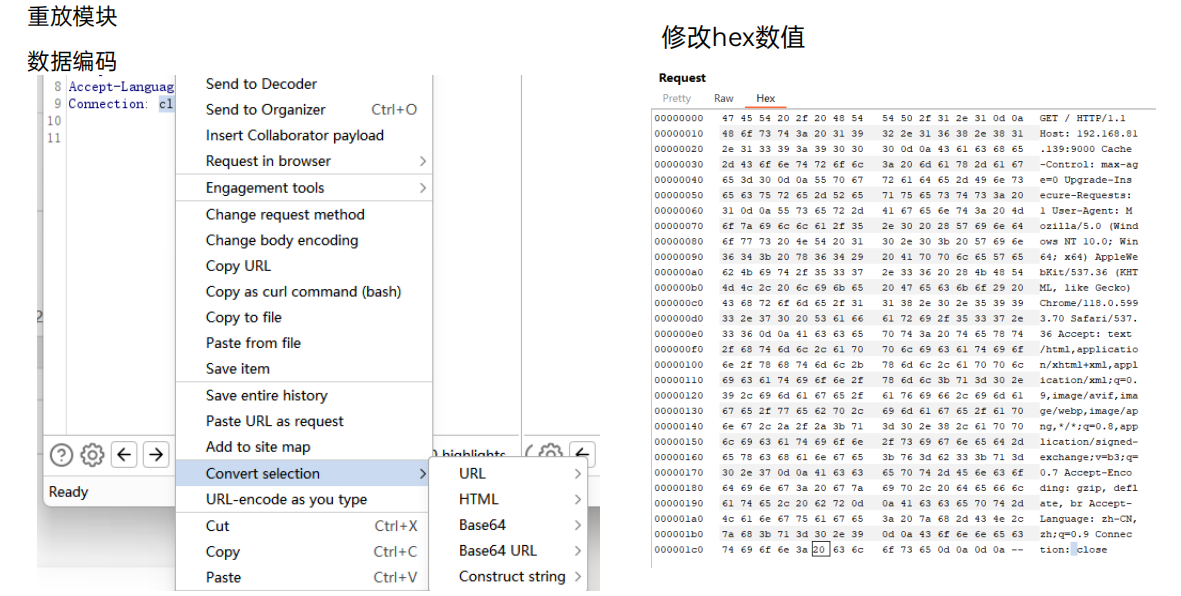 重放模块
数据编码
8 Accept-Languag
9 Connection: cl
10
11
Send to Decoder
Send to Organizer Ctrl+O
Insert Collaborator payload
Request in browser
Engagement tools
Change request method
Change body encoding
Copy URL
Copy as curl command (bash)
Copy to file
Paste from file
Save item
Save entire history
Paste URL as request
Add to site map
Convert selection
URL-encode as you type
Cut Ctrl+X
Copy Ctrl+C
Paste Ctrl+V
URL
HTML
Base64
Base64 URL
Construct string
highlights
Ready
修改hex数值
Request
Pretty Raw Hex
00000000 47 45 54 20 2f 20 48 54 54 50 2f 31 2e 31 0d 0a GET / HTTP/1.1
00000010 48 6f 73 74 3a 20 31 39 32 2e 31 36 38 2e 38 31 Host: 192.168.81
00000020 2e 31 33 39 3a 39 30 30 30 0d 0a 43 61 63 68 65 .139:9000 Cache
00000030 2d 43 6f 6e 74 72 6f 6c 3a 20 6d 61 78 2d 61 67 -Control: max-ag
00000040 65 3d 30 0d 0a 55 70 67 72 61 64 65 2d 49 6e 73 e=0 Upgrade-Ins
00000050 65 63 75 72 65 2d 52 65 71 75 65 73 74 73 3a 20 ecure-Requests:
00000060 31 0d 0a 55 73 65 72 2d 41 67 65 6e 74 3a 20 4d 1 User-Agent: M
00000070 6f 7a 69 6c 6c 61 2f 35 2e 30 20 28 57 69 6e 64 ozilla/5.0 (Wind
00000080 6f 77 73 20 4e 54 20 31 30 2e 30 3b 20 57 69 6e ows NT 10.0; Win
00000090 36 34 3b 20 78 36 34 29 20 41 70 70 6c 65 57 65 64; x64) AppleWe
000000a0 62 4b 69 74 2f 35 33 37 2e 33 36 20 28 4b 48 54 bKit/537.36 (KHT
000000b0 4d 4c 2c 20 6c 69 6b 65 20 47 65 63 6b 6f 29 20 ML, like Gecko)
000000c0 43 68 72 6f 6d 65 2f 31 31 38 2e 30 2e 35 39 39 Chrome/118.0.599
000000d0 33 2e 37 30 20 53 61 66 61 72 69 2f 35 33 37 2e 3.70 Safari/537.
000000e0 33 36 0d 0a 41 63 63 65 70 74 3a 20 74 65 78 74 36 Accept: text
000000f0 2f 68 74 6d 6c 2c 61 70 70 6c 69 63 61 74 69 6f /html,applicatio
00000100 6e 2f 78 68 74 6d 6c 2b 78 6d 6c 2c 61 70 70 6c n/xhtml+xml,appl
00000110 69 63 61 74 69 6f 6e 2f 78 6d 6c 3b 71 3d 30 2e ication/xml;q=0.
00000120 39 2c 69 6d 61 67 65 2f 61 76 69 66 2c 69 6d 61 9,image/avif,ima
00000130 67 65 2f 77 65 62 70 2c 69 6d 61 67 65 2f 61 70 ge/webp,image/ap
00000140 6e 67 2c 2a 2f 2a 3b 71 3d 30 2e 38 2c 61 70 70 ng,*/*;q=0.8,app
00000150 6c 69 63 61 74 69 6f 6e 2f 73 69 67 6e 65 64 2d lication/signed-
00000160 65 78 63 68 61 6e 67 65 3b 76 3d 62 33 3b 71 3d exchange;v=b3;q=
00000170 30 2e 37 0d 0a 41 63 63 65 70 74 2d 45 6e 63 6f 0.7 Accept-Enco
00000180 64 69 6e 67 3a 20 67 7a 69 70 2c 20 64 65 66 6c ding: gzip, defl
00000190 61 74 65 2c 20 62 72 0d 0a 41 63 63 65 70 74 2d ate, br Accept-
000001a0 4c 61 6e 67 75 61 67 65 3a 20 7a 68 2d 43 4e 2c Language: zh-CN,
000001b0 7a 68 3b 71 3d 30 2e 39 0d 0a 43 6f 6e 6e 65 63 zh;q=0.9 Connec
000001c0 74 69 6f 6e 3a 20 63 6c 6f 73 65 0d 0a 0d 0a -- tion: close